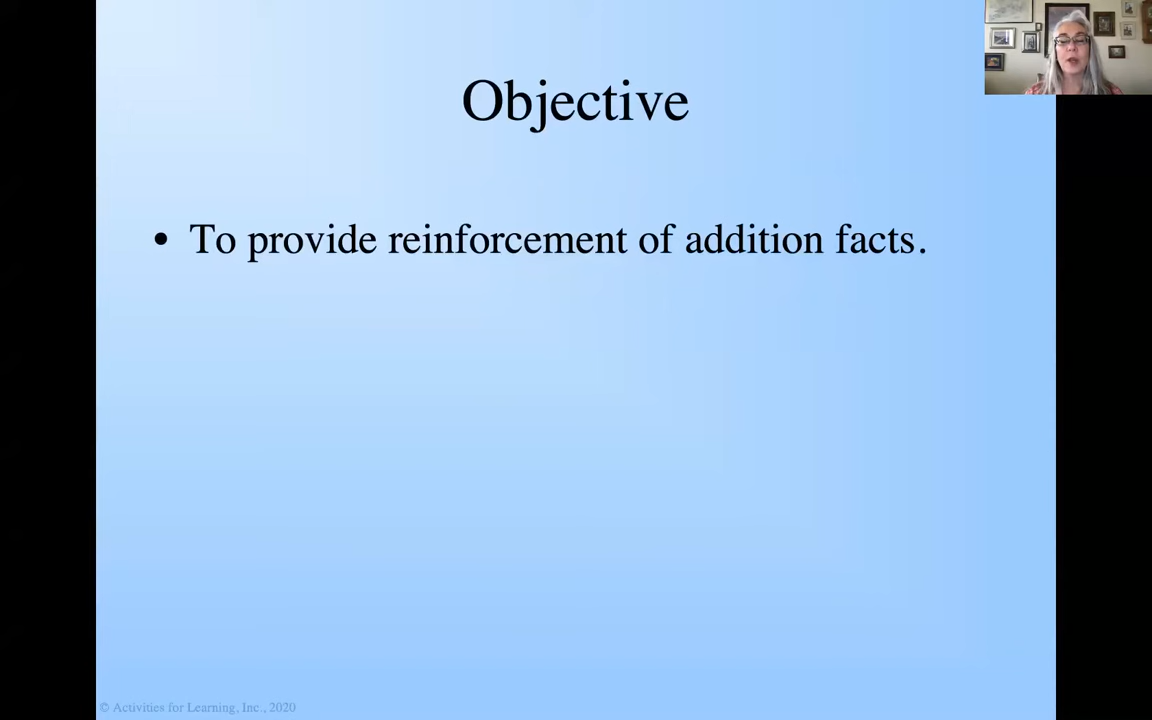 Objective
• To provide reinforcement of addition facts.
© Activities for Learning, Inc., 2020